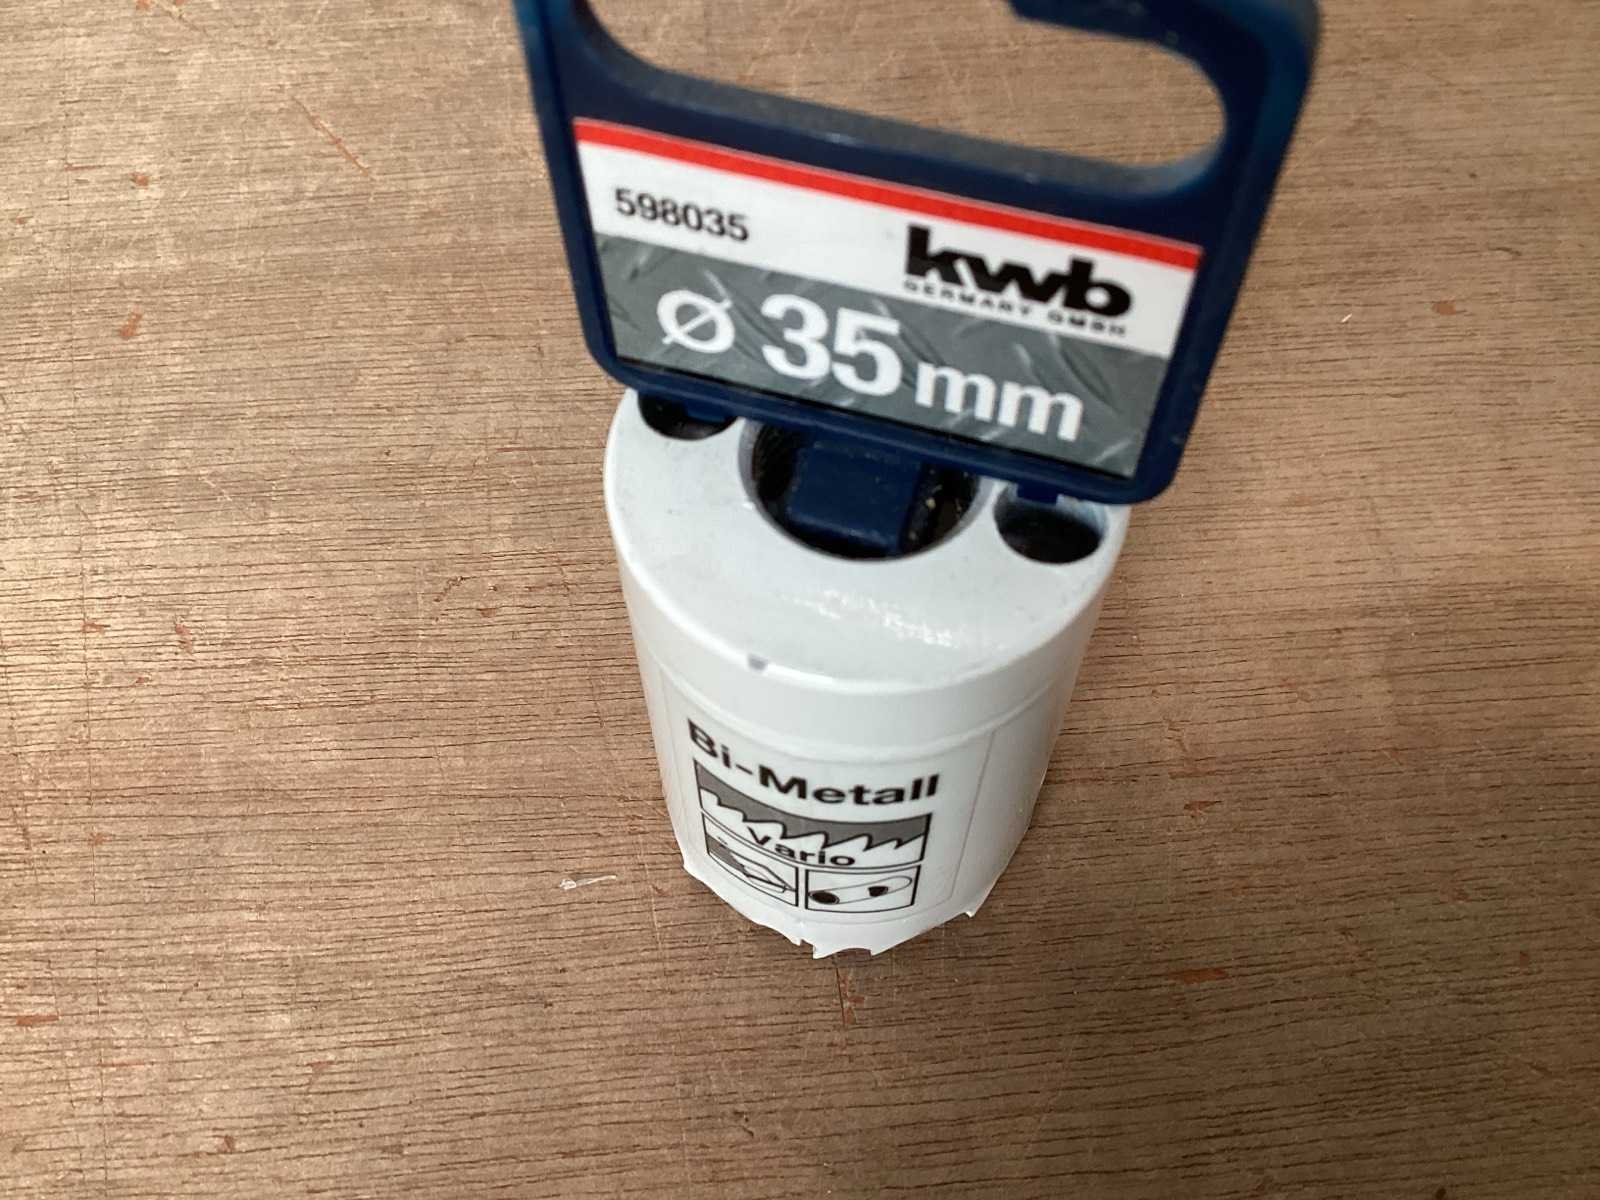 598035
kwb
GERMANY GMBH
Ø 35 mm
Bi-Metall
Vario